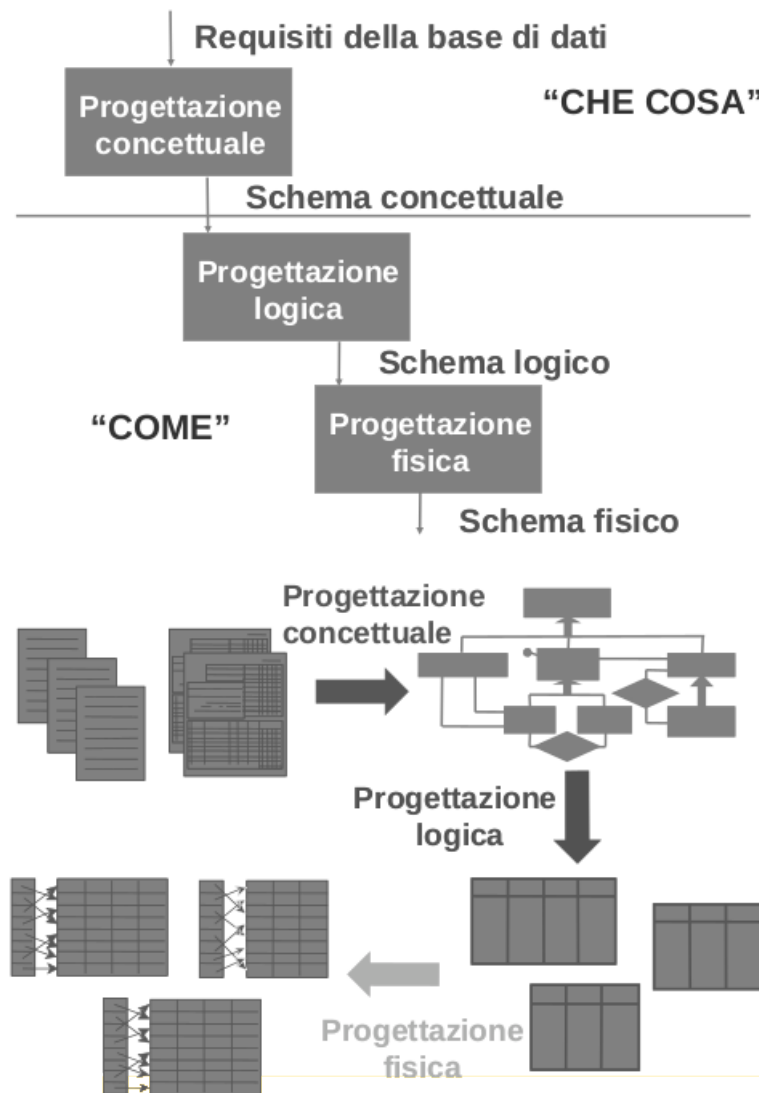 Requisiti della base di dati
Progettazione
concettuale
“CHE COSA”
Schema concettuale
Progettazione
logica
Schema logico
“COME”
Progettazione
fisica
Schema fisico
Progettazione
concettuale
Progettazione
logica
Progettazione
fisica